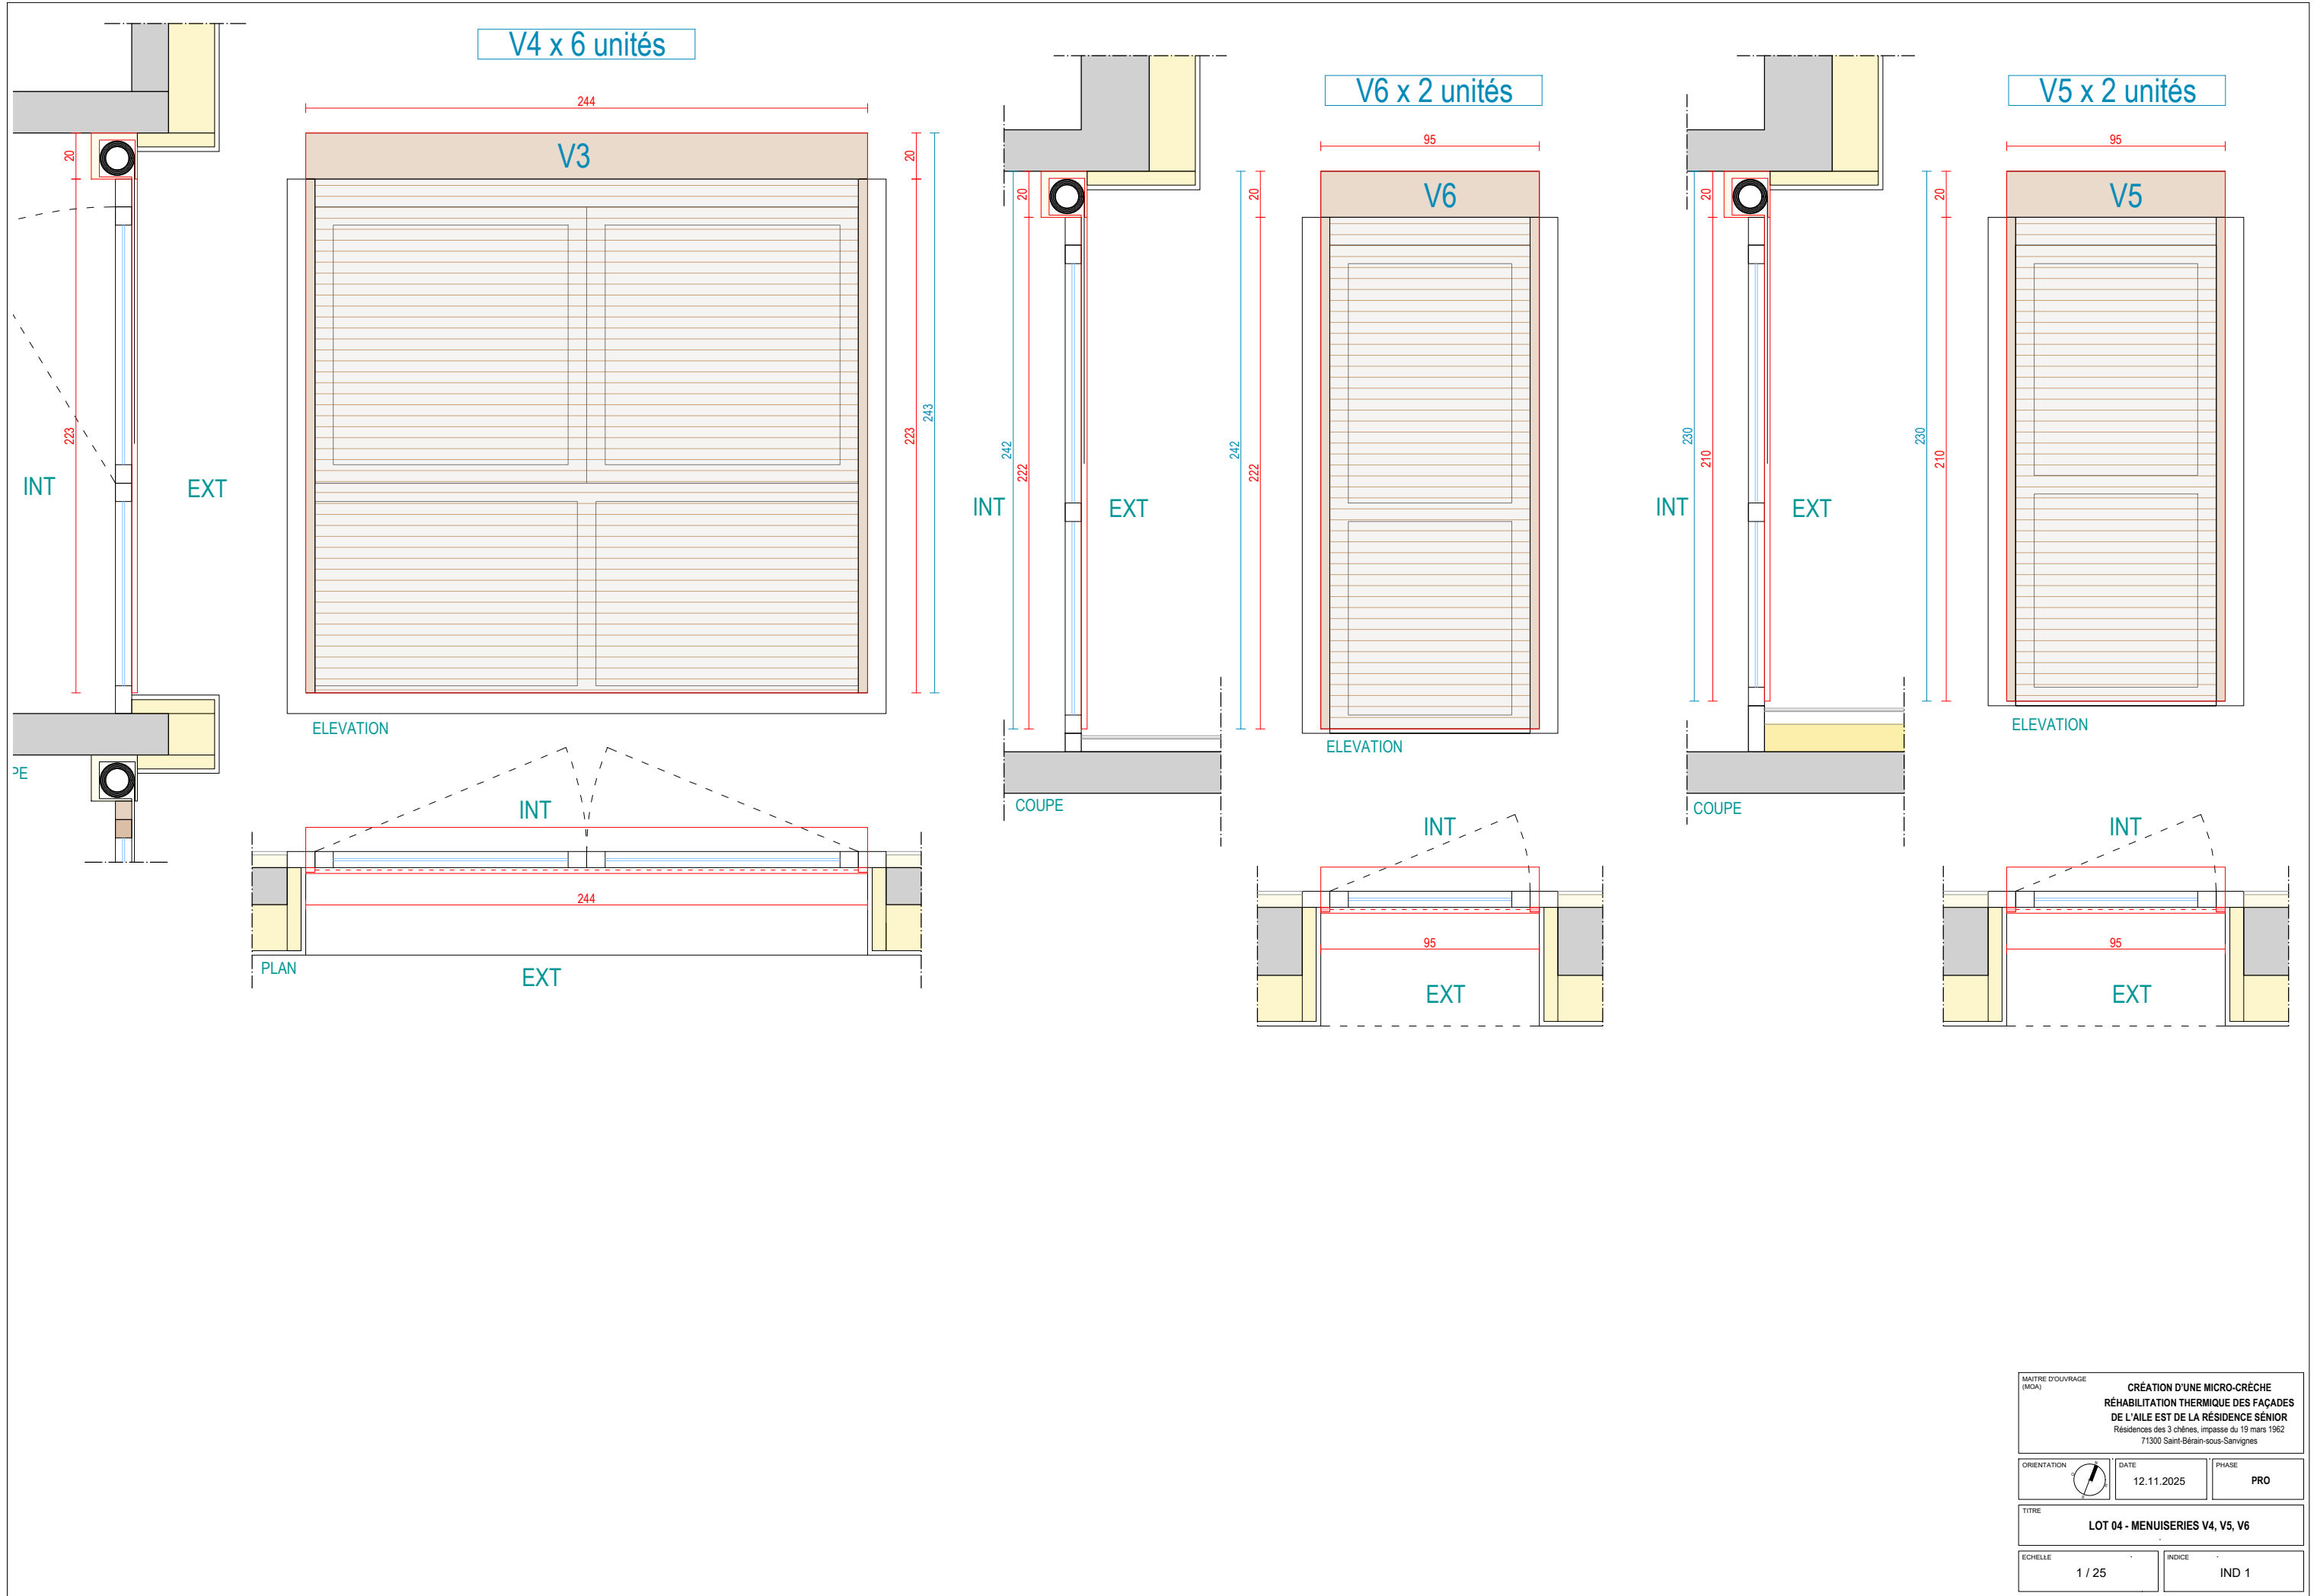 V4 x 6 unités
244
20
V3
20
223
223
243
INT
EXT
ELEVATION
PE
INT
244
PLAN
EXT
V6 x 2 unités
95
20
20
V6
242
222
242
222
INT
EXT
ELEVATION
COUPE
INT
95
EXT
V5 x 2 unités
95
20
20
V5
230
210
230
210
INT
EXT
ELEVATION
COUPE
INT
95
EXT
MAITRE D'OUVRAGE
(MOA)
CRÉATION D'UNE MICRO-CRÈCHE
RÉHABILITATION THERMIQUE DES FAÇADES
DE L'AILE EST DE LA RÉSIDENCE SÉNIOR
Résidences des 3 chênes, impasse du 19 mars 1962
71300 Saint-Bérain-sous-Sanvignes
ORIENTATION
DATE
12.11.2025
PHASE
PRO
TITRE
LOT 04 - MENUISERIES V4, V5, V6
ECHELLE
1 / 25
INDICE
IND 1